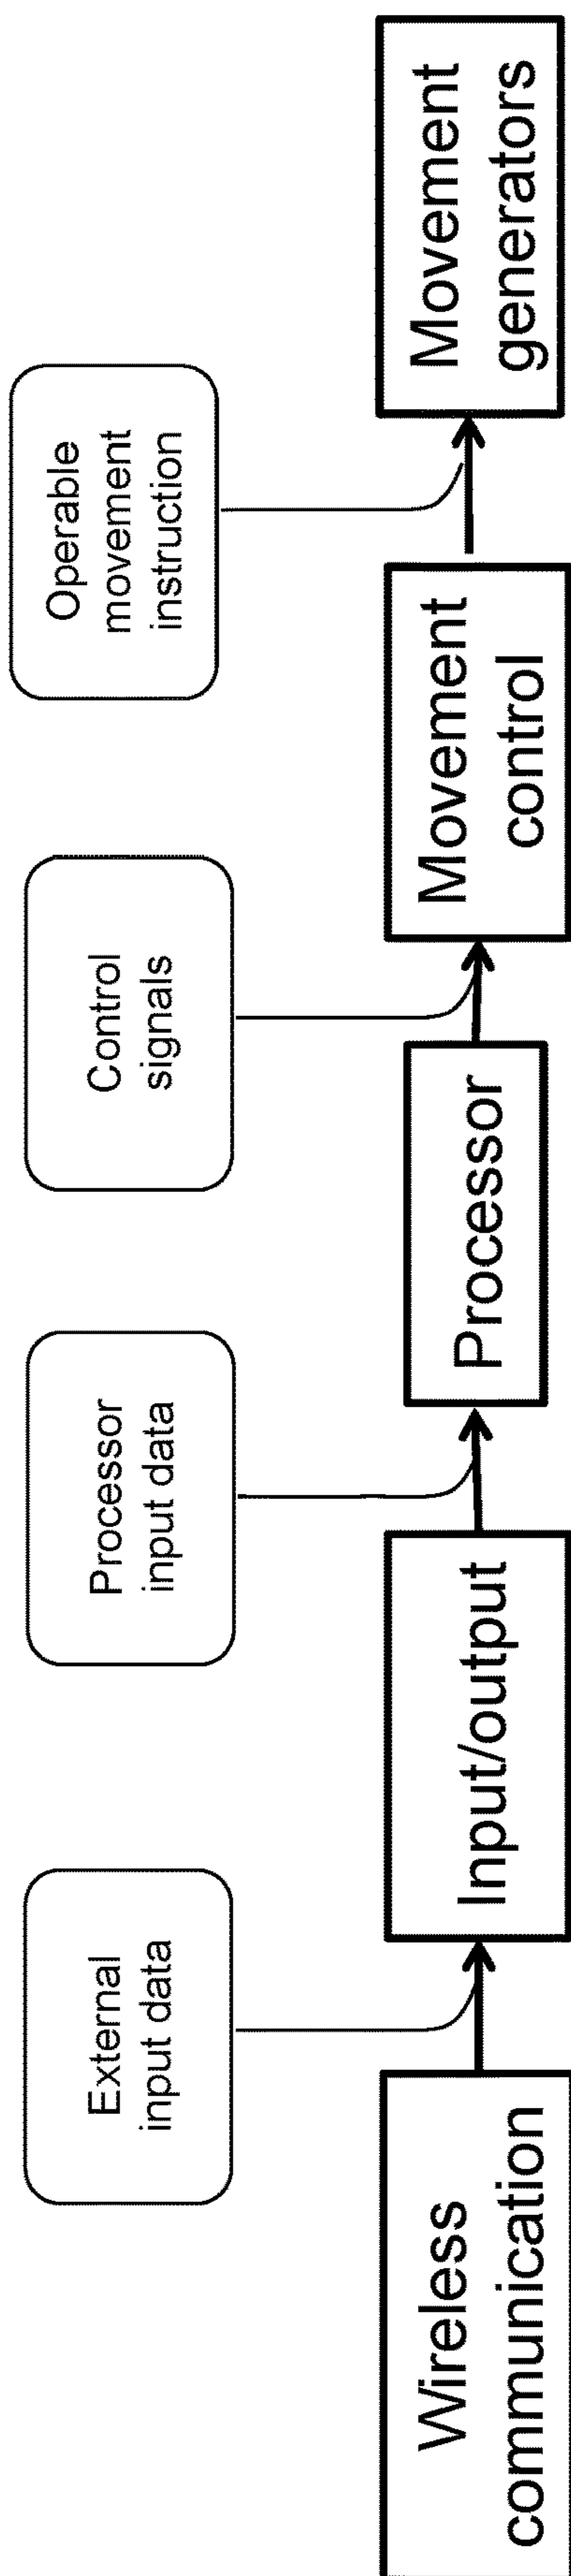 External
input data
Processor
input data
Control
signals
Operable
movement
instruction
Wireless
communication
Input/output
Processor
Movement
control
Movement
generators